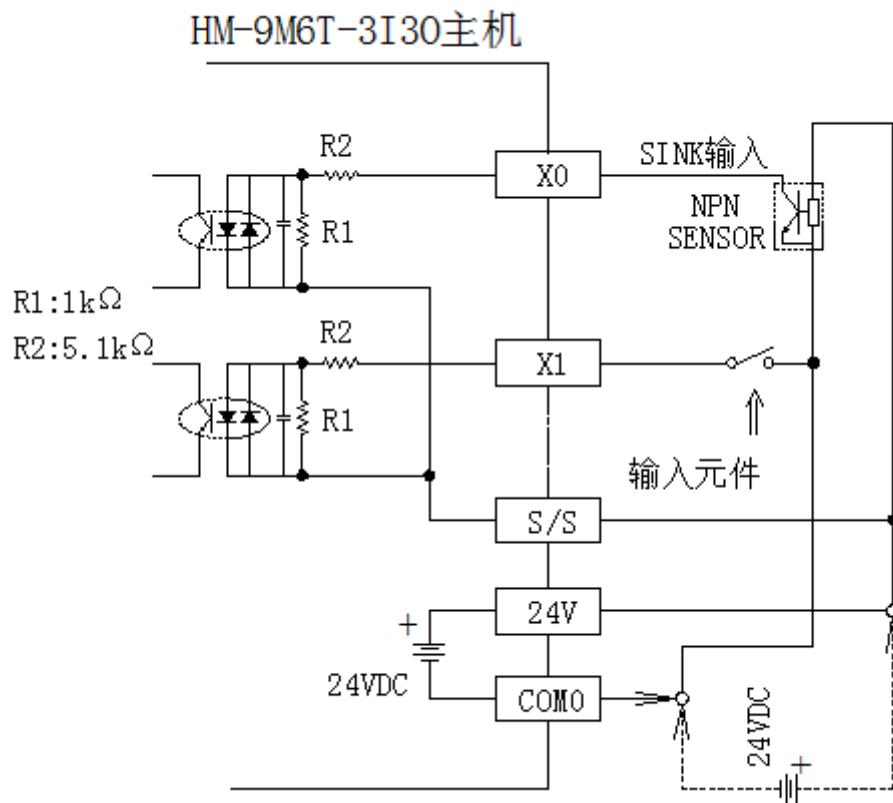 HM-9M6T-3I3O主机
R2
X0
SINK输入
R1
NPN
SENSOR
R1:1kΩ
R2:5.1kΩ
R2
X1
R1
输入元件
S/S
+
24V
24VDC
COM0
24VDC
+